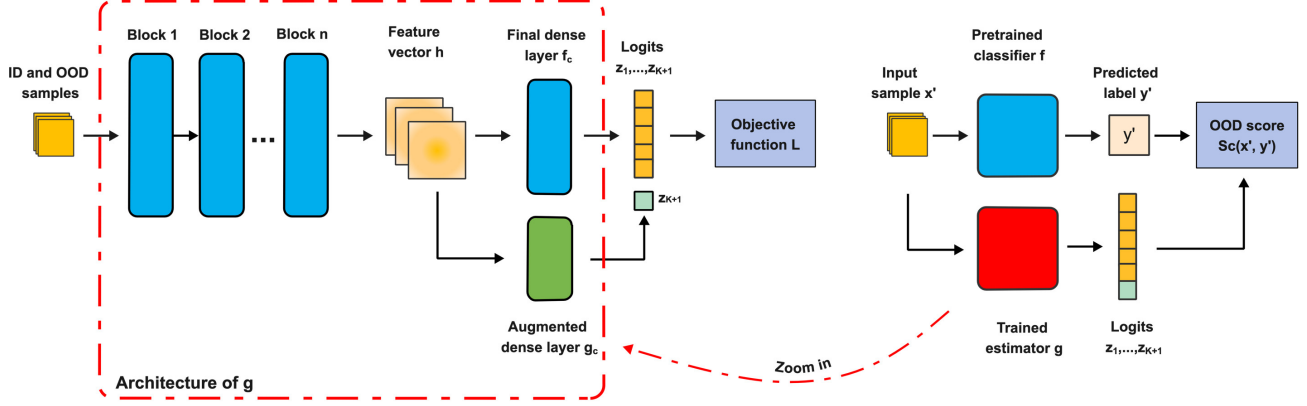 ID and OOD
samples
Block 1
Block 2
Block n
...
Feature
vector h
Final dense
layer f_c
Logits
z₁,...,z_K+1
Objective
function L
z_K+1
Augmented
dense layer g_c
Architecture of g
Zoom in
Input
sample x'
Pretrained
classifier f
Predicted
label y'
y'
OOD score
Sc(x', y')
Trained
estimator g
Logits
z₁,...,z_K+1